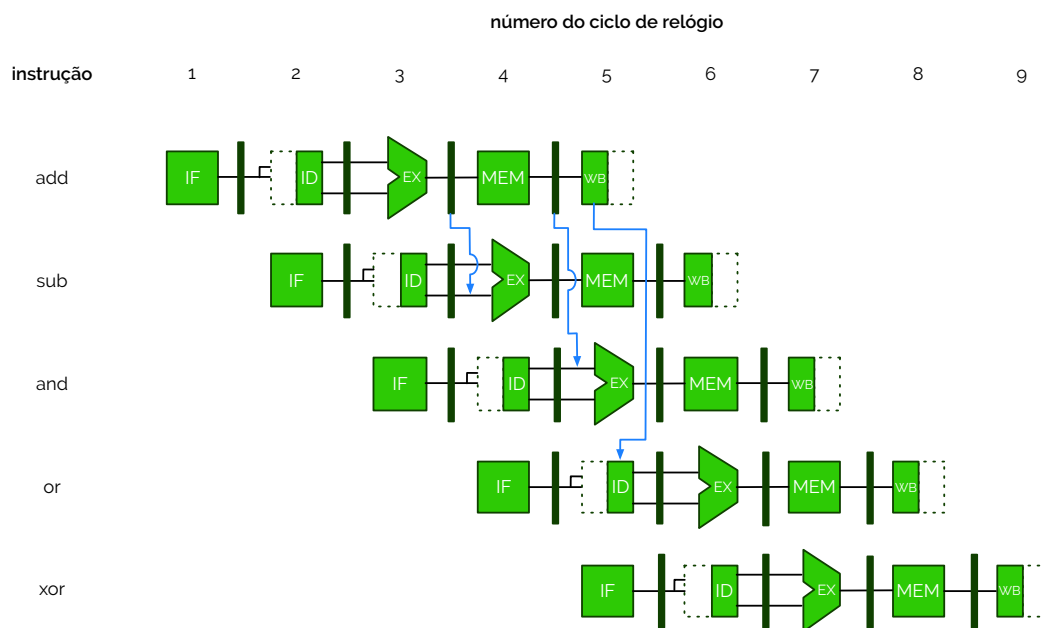 número do ciclo de relógio
instrução 1 2 3 4 5 6 7 8 9
add IF ID EX MEM WB
sub IF ID EX MEM WB
and IF ID EX MEM WB
or IF ID EX MEM WB
xor IF ID EX MEM WB